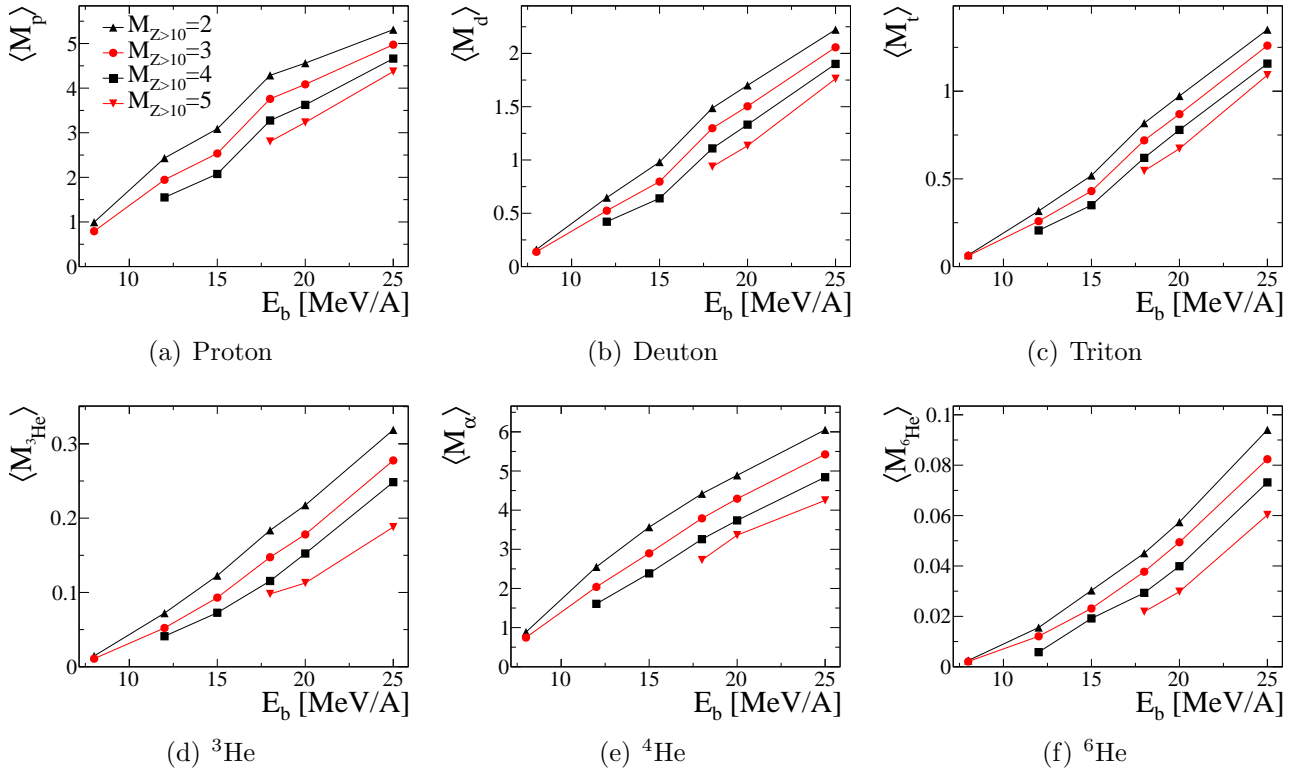 ⟨M_p⟩
5
4
3
2
1
0
M_{Z>10}=2
M_{Z>10}=3
M_{Z>10}=4
M_{Z>10}=5
10 15 20 25
E_b [MeV/A]
(a) Proton
⟨M_d⟩
2
1.5
1
0.5
0
10 15 20 25
E_b [MeV/A]
(b) Deuton
⟨M_t⟩
1
0.5
0
10 15 20 25
E_b [MeV/A]
(c) Triton
⟨M_{³He}⟩
0.3
0.2
0.1
0
10 15 20 25
E_b [MeV/A]
(d) ³He
⟨M_α⟩
6
5
4
3
2
1
0
10 15 20 25
E_b [MeV/A]
(e) ⁴He
⟨M_{⁶He}⟩
0.1
0.08
0.06
0.04
0.02
0
10 15 20 25
E_b [MeV/A]
(f) ⁶He